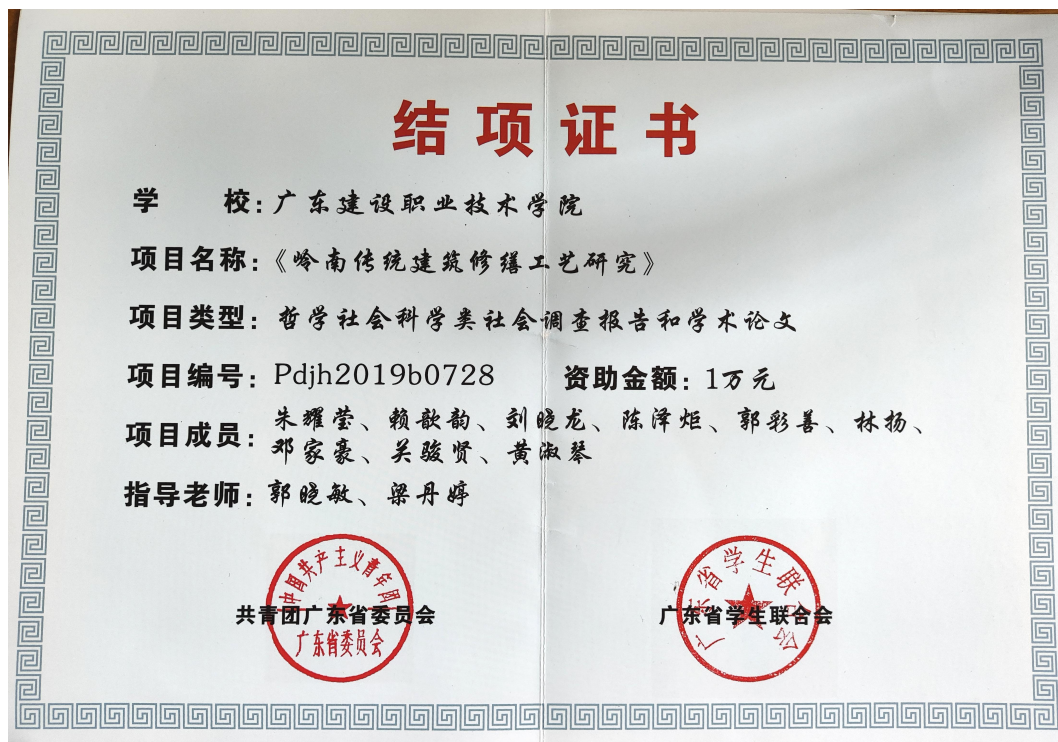 结项证书
学 校：广东建设职业技术学院
项目名称：《岭南传统建筑修缮工艺研究》
项目类型：哲学社会科学类社会调查报告和学术论文
项目编号：Pdjh2019b0728 资助金额：1万元
项目成员：朱耀莹、赖歆韵、刘晓龙、陈泽炬、郭彩善、林扬、
邓家豪、关骏贤、黄淑琴
指导老师：郭晓敏、梁丹婷
中国共产主义青年团
广东省委员会
共青团广东省委员会
广东省学生联合会
广东省学生联合会